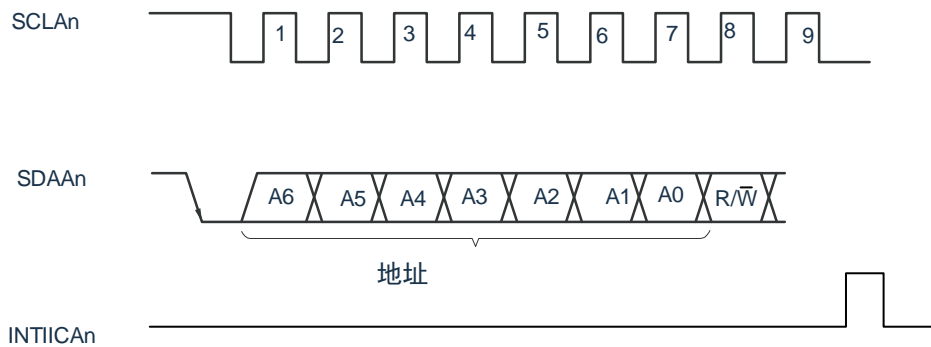 SCLAn
1 2 3 4 5 6 7 8 9
SDAAn
A6 A5 A4 A3 A2 A1 A0 R/W̅
地址
INTIICAn